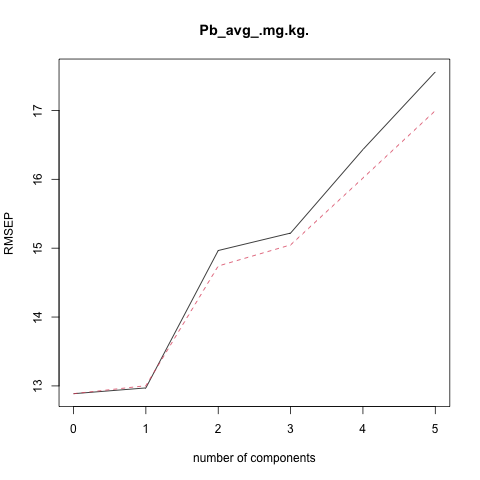 Pb_avg_.mg.kg.
RMSEP
17
16
15
14
13
0 1 2 3 4 5
number of components